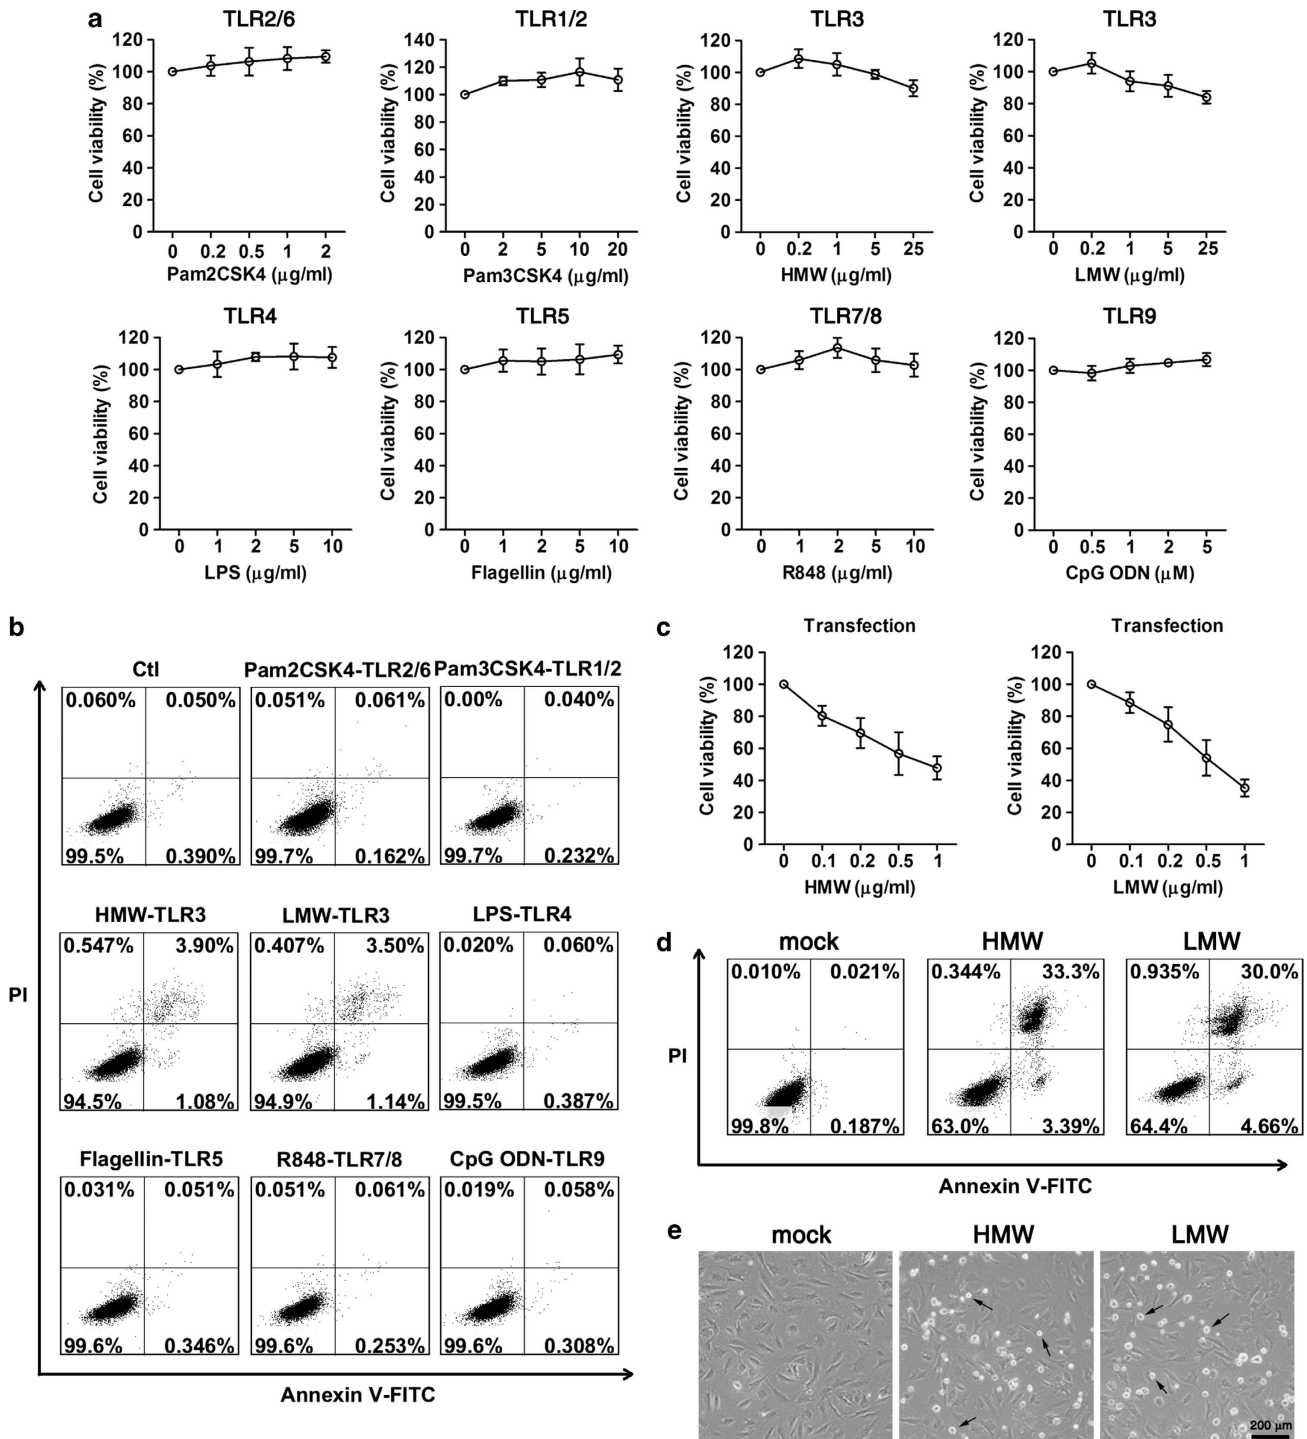 a
TLR2/6
TLR1/2
TLR3
TLR3
Cell viability (%)
120
100
80
60
40
20
0
0 0.2 0.5 1 2
Pam2CSK4 (μg/ml)
Cell viability (%)
140
120
100
80
60
40
20
0
0 2 5 10 20
Pam3CSK4 (μg/ml)
Cell viability (%)
120
100
80
60
40
20
0
0 0.2 1 5 25
HMW (μg/ml)
Cell viability (%)
120
100
80
60
40
20
0
0 0.2 1 5 25
LMW (μg/ml)
TLR4
TLR5
TLR7/8
TLR9
Cell viability (%)
120
100
80
60
40
20
0
0 1 2 5 10
LPS (μg/ml)
Cell viability (%)
120
100
80
60
40
20
0
0 1 2 5 10
Flagellin (μg/ml)
Cell viability (%)
120
100
80
60
40
20
0
0 1 2 5 10
R848 (μg/ml)
Cell viability (%)
120
100
80
60
40
20
0
0 0.5 1 2 5
CpG ODN (μM)
b
Ctl
Pam2CSK4-TLR2/6
Pam3CSK4-TLR1/2
0.060% 0.050%
99.5% 0.390%
0.051% 0.061%
99.7% 0.162%
0.00% 0.040%
99.7% 0.232%
HMW-TLR3
LMW-TLR3
LPS-TLR4
0.547% 3.90%
94.5% 1.08%
0.407% 3.50%
94.9% 1.14%
0.020% 0.060%
99.5% 0.387%
PI
Flagellin-TLR5
R848-TLR7/8
CpG ODN-TLR9
0.031% 0.051%
99.6% 0.346%
0.051% 0.061%
99.6% 0.253%
0.019% 0.058%
99.6% 0.308%
Annexin V-FITC
c
Transfection
Cell viability (%)
120
100
80
60
40
20
0
0 0.1 0.2 0.5 1
HMW (μg/ml)
Transfection
Cell viability (%)
120
100
80
60
40
20
0
0 0.1 0.2 0.5 1
LMW (μg/ml)
d
mock
HMW
LMW
0.010% 0.021%
99.8% 0.187%
0.344% 33.3%
63.0% 3.39%
0.935% 30.0%
64.4% 4.66%
PI
Annexin V-FITC
e
mock
HMW
LMW
200 μm